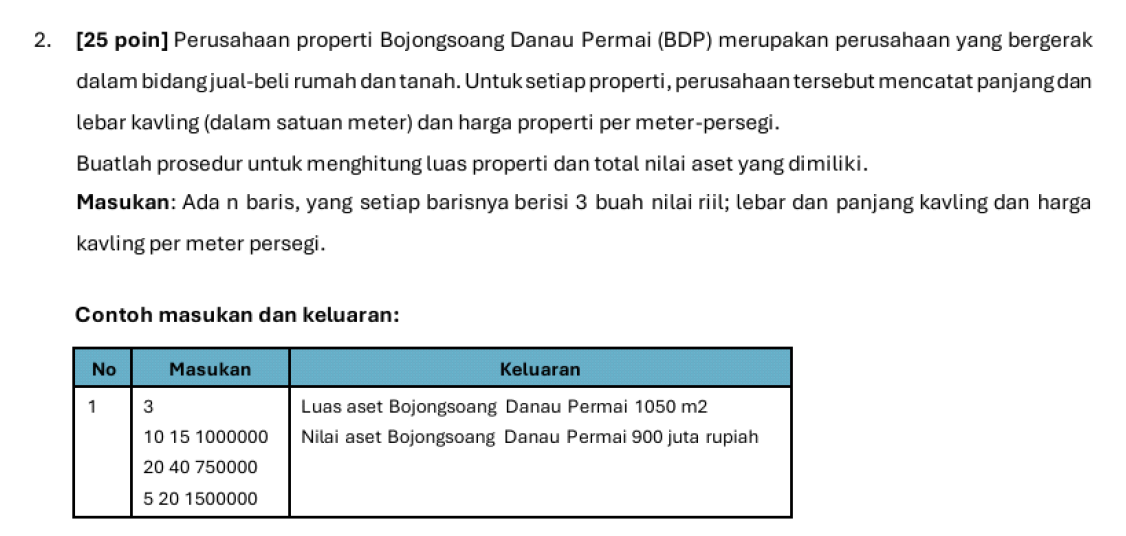 2. [25 poin] Perusahaan properti Bojongsoang Danau Permai (BDP) merupakan perusahaan yang bergerak
dalam bidang jual-beli rumah dan tanah. Untuk setiap properti, perusahaan tersebut mencatat panjang dan
lebar kavling (dalam satuan meter) dan harga properti per meter-persegi.
Buatlah prosedur untuk menghitung luas properti dan total nilai aset yang dimiliki.
Masukan: Ada n baris, yang setiap barisnya berisi 3 buah nilai riil; lebar dan panjang kavling dan harga
kavling per meter persegi.
Contoh masukan dan keluaran:
No Masukan Keluaran
1 3 Luas aset Bojongsoang Danau Permai 1050 m2
10 15 1000000 Nilai aset Bojongsoang Danau Permai 900 juta rupiah
20 40 750000
5 20 1500000